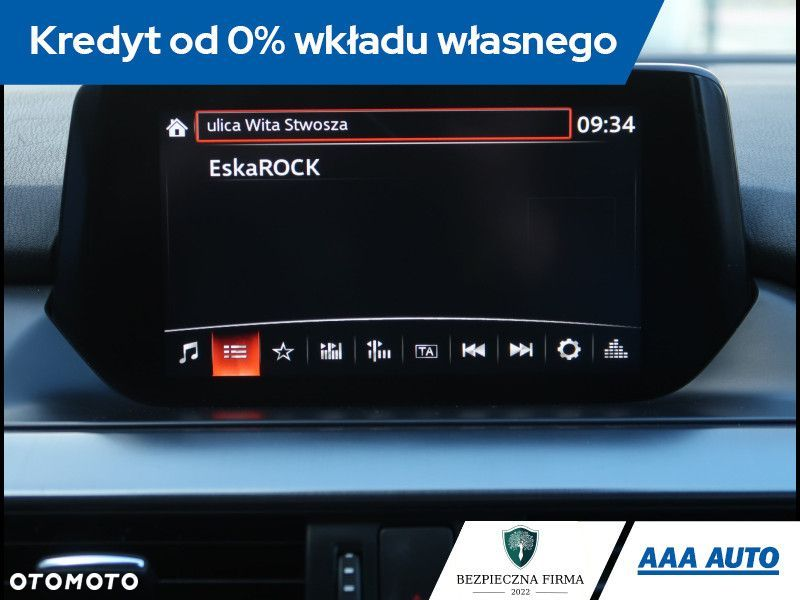 Kredyt od 0% wkładu własnego
ulica Wita Stwosza
09:34
EskaROCK
TA
OTOMOTO
BEZPIECZNA FIRMA
2022
AAA AUTO